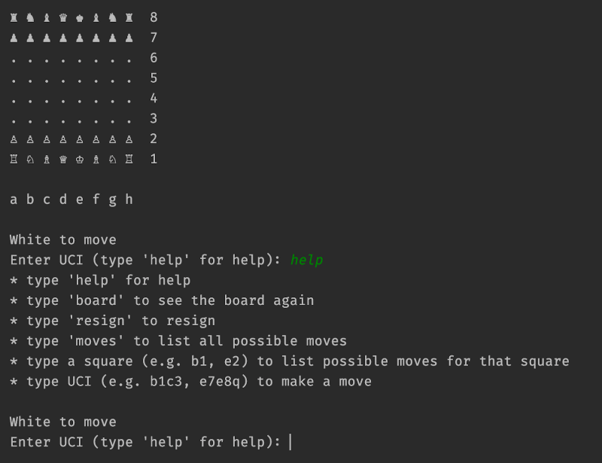 ♜ ♞ ♝ ♛ ♚ ♝ ♞ ♜ 8
♟ ♟ ♟ ♟ ♟ ♟ ♟ ♟ 7
. . . . . . . . 6
. . . . . . . . 5
. . . . . . . . 4
. . . . . . . . 3
♙ ♙ ♙ ♙ ♙ ♙ ♙ ♙ 2
♖ ♘ ♗ ♕ ♔ ♗ ♘ ♖ 1
a b c d e f g h
White to move
Enter UCI (type 'help' for help): help
* type 'help' for help
* type 'board' to see the board again
* type 'resign' to resign
* type 'moves' to list all possible moves
* type a square (e.g. b1, e2) to list possible moves for that square
* type UCI (e.g. b1c3, e7e8q) to make a move
White to move
Enter UCI (type 'help' for help):